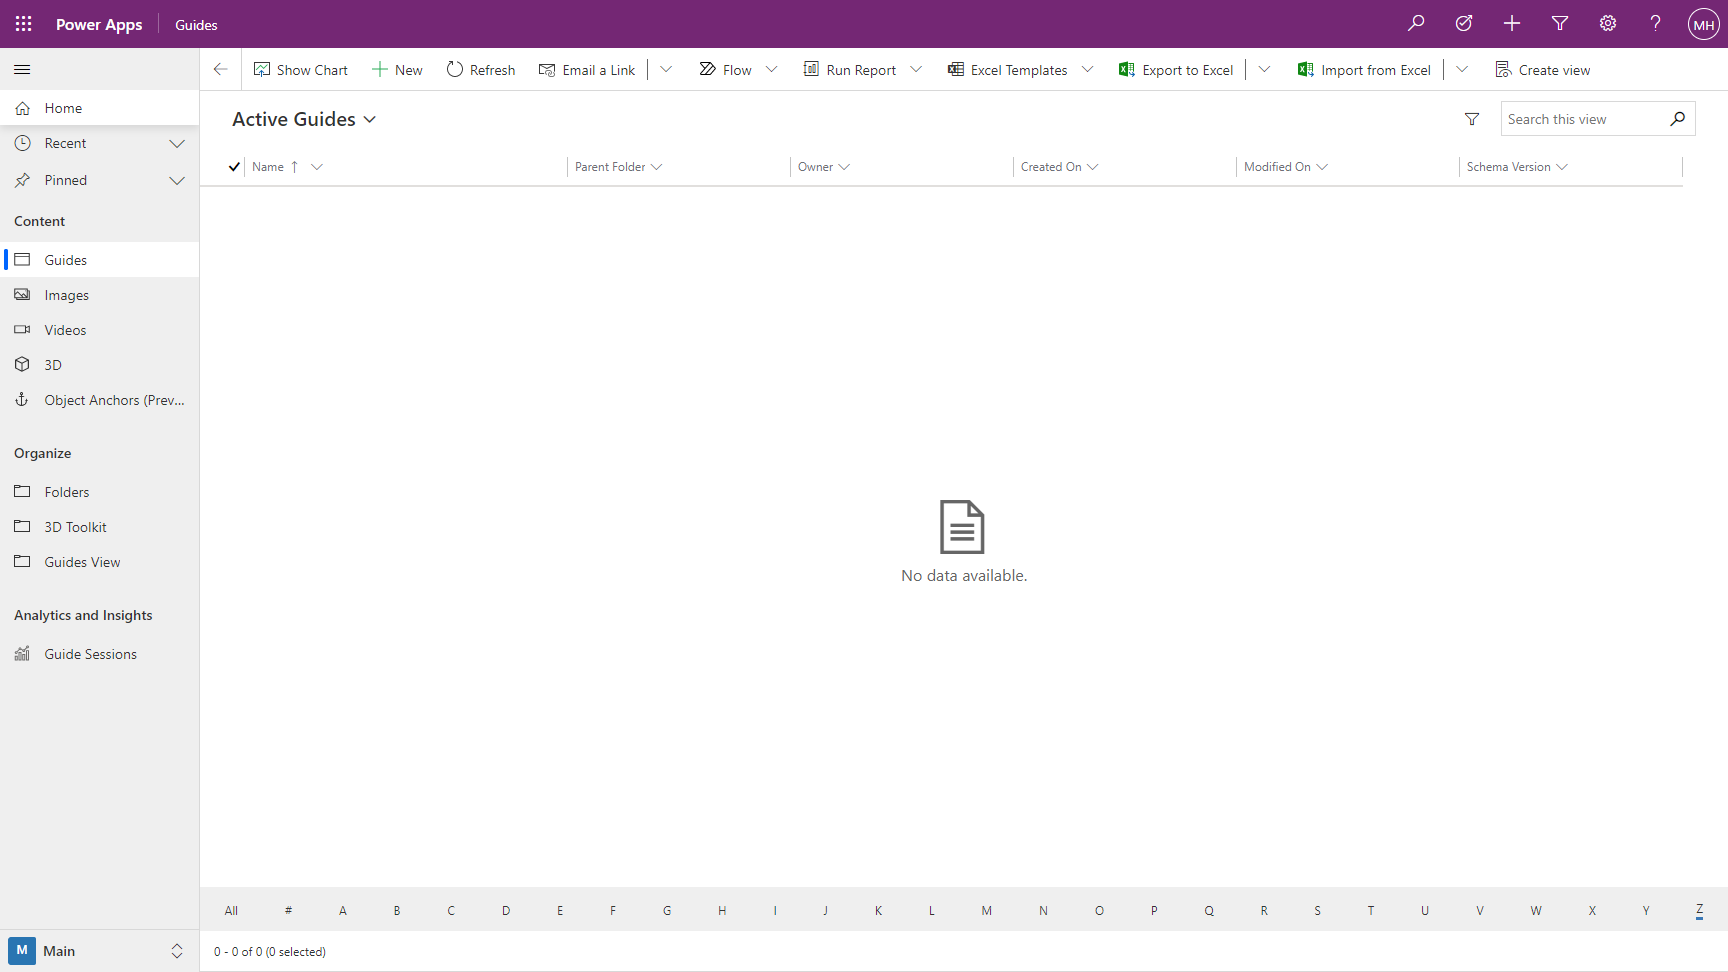 Power Apps Guides MH
Show Chart New Refresh Email a Link Flow Run Report Excel Templates Export to Excel Import from Excel Create view
Home
Recent
Pinned
Content
Guides
Images
Videos
3D
Object Anchors (Prev...
Organize
Folders
3D Toolkit
Guides View
Analytics and Insights
Guide Sessions
M Main
Active Guides
Search this view
Name Parent Folder Owner Created On Modified On Schema Version
No data available.
All # A B C D E F G H I J K L M N O P Q R S T U V W X Y Z
0 - 0 of 0 (0 selected)